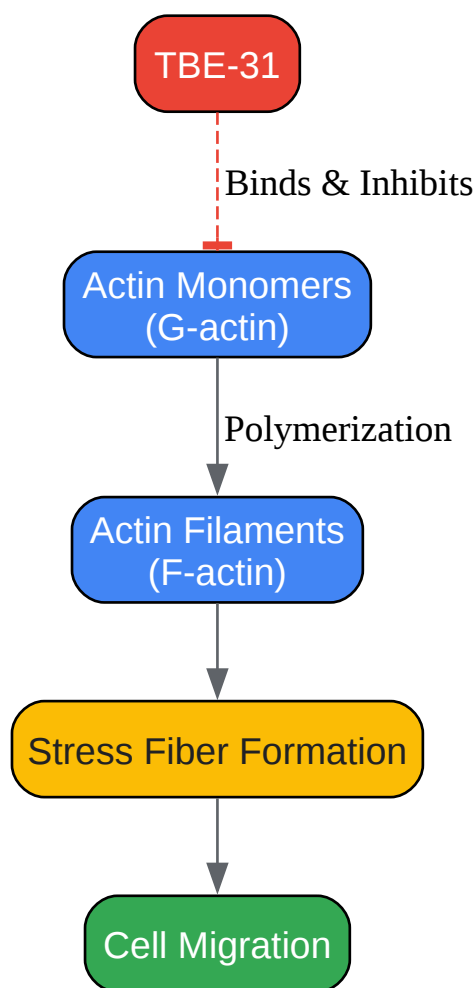 TBE-31
Binds & Inhibits
Actin Monomers
(G-actin)
Polymerization
Actin Filaments
(F-actin)
Stress Fiber Formation
Cell Migration